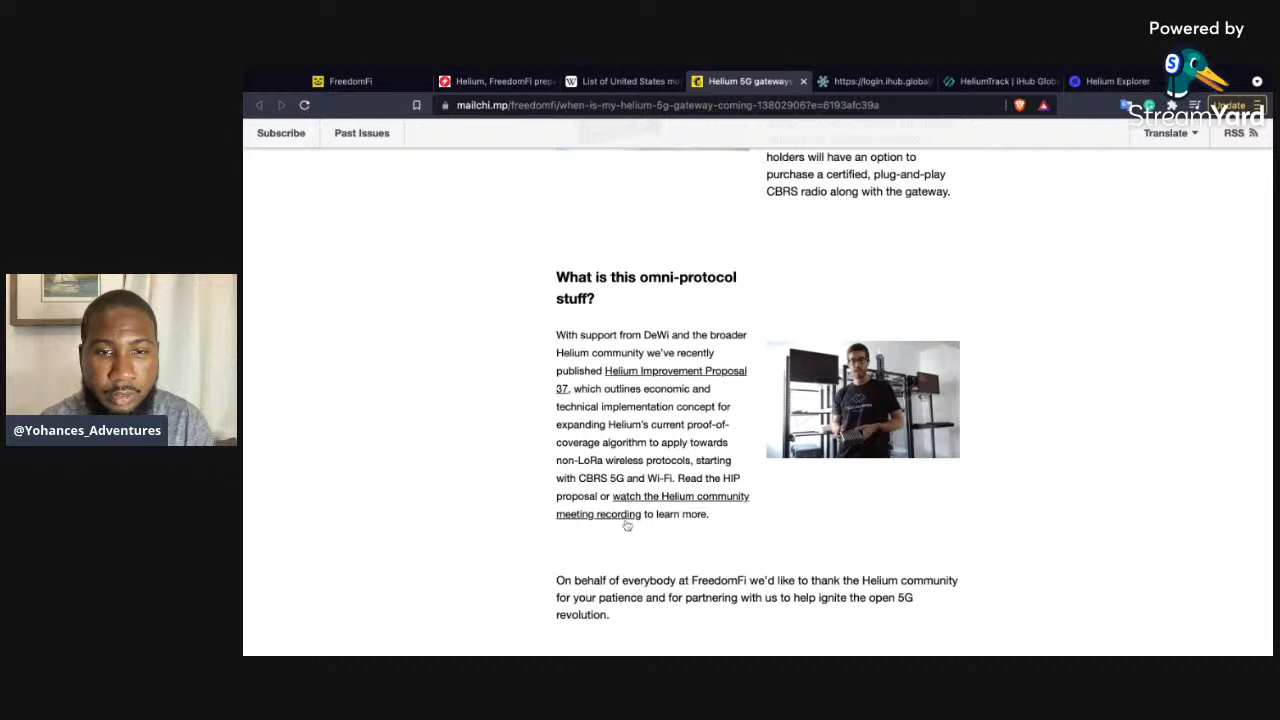 Powered by
StreamYard
FreedomFi
Helium, FreedomFi prep
List of United States mo
Helium 5G gateways
https://login.ihub.global/
HeliumTrack | iHub Glob
Helium Explorer
mailchi.mp/freedomfi/when-is-my-helium-5g-gateway-coming-13802906?e=6193afc39a
Update
Subscribe
Past Issues
Translate
RSS
holders will have an option to
purchase a certified, plug-and-play
CBRS radio along with the gateway.
What is this omni-protocol
stuff?
With support from DeWi and the broader
Helium community we've recently
published Helium Improvement Proposal
37, which outlines economic and
technical implementation concept for
expanding Helium's current proof-of-
coverage algorithm to apply towards
non-LoRa wireless protocols, starting
with CBRS 5G and Wi-Fi. Read the HIP
proposal or watch the Helium community
meeting recording to learn more.
On behalf of everybody at FreedomFi we'd like to thank the Helium community
for your patience and for partnering with us to help ignite the open 5G
revolution.
@Yohances_Adventures